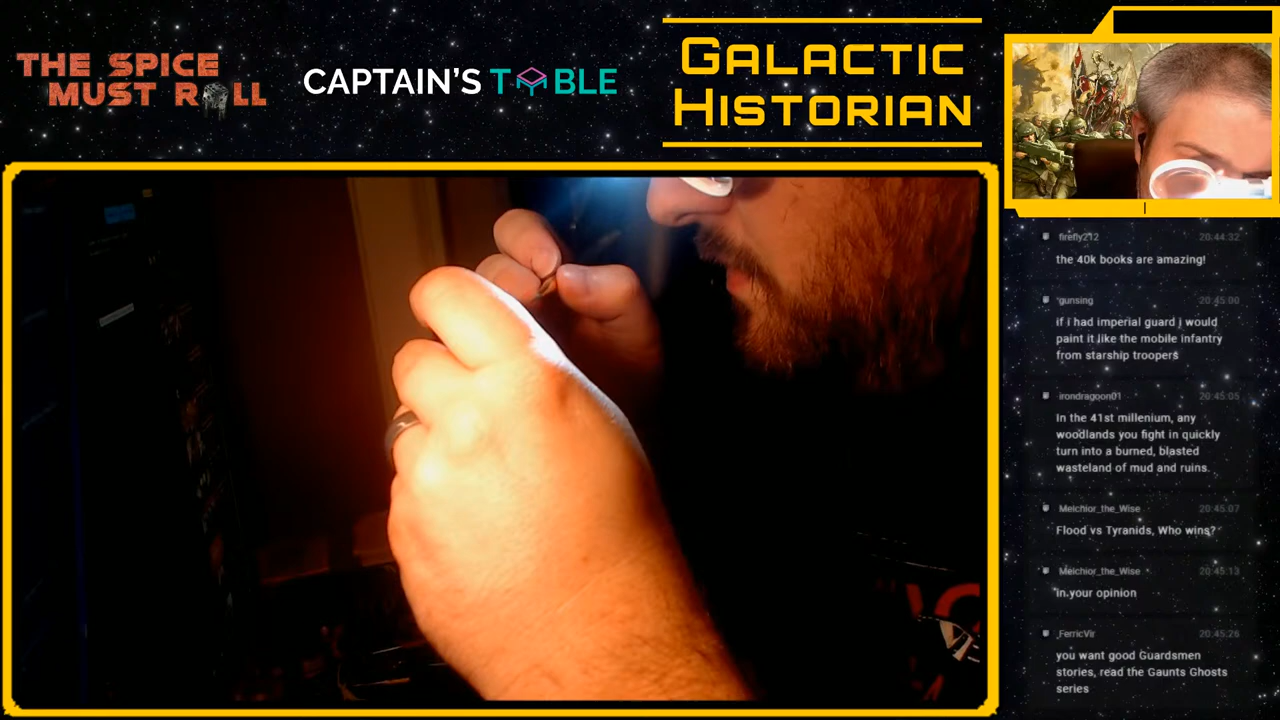 THE SPICE
MUST ROLL
CAPTAIN'S TABLE
GALACTIC
HISTORIAN
firefly212 20:44:32
the 40k books are amazing!
gunsing 20:45:00
if i had imperial guard i would
paint it like the mobile infantry
from starship troopers
irondragoon01 20:45:05
In the 41st millenium, any
woodlands you fight in quickly
turn into a burned, blasted
wasteland of mud and ruins.
Melchior_the_Wise 20:45:07
Flood vs Tyranids, Who wins?
Melchior_the_Wise 20:45:13
in your opinion
FerricVir 20:45:26
you want good Guardsmen
stories, read the Gaunts Ghosts
series